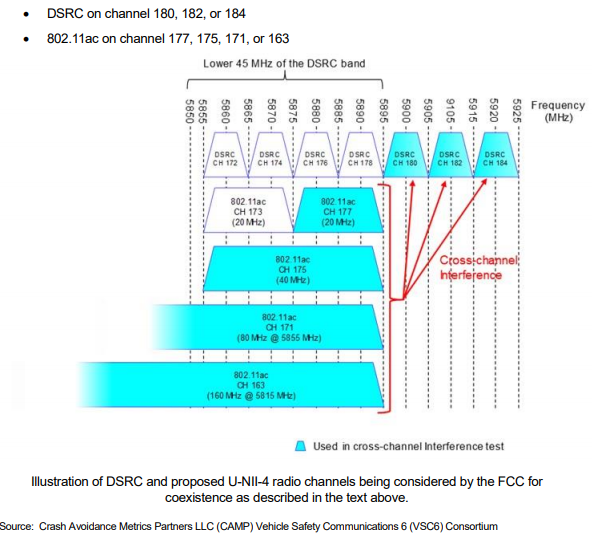 • DSRC on channel 180, 182, or 184
• 802.11ac on channel 177, 175, 171, or 163
Lower 45 MHz of the DSRC band
5850 5855 5860 5865 5870 5875 5880 5885 5890 5895 5900 5905 9105 5915 5920 5925 Frequency (MHz)
DSRC CH 172
DSRC CH 174
DSRC CH 176
DSRC CH 178
DSRC CH 180
DSRC CH 182
DSRC CH 184
802.11ac
CH 173
(20 MHz)
802.11ac
CH 177
(20 MHz)
802.11ac
CH 175
(40 MHz)
Cross-channel
Interference
802.11ac
CH 171
(80 MHz @ 5855 MHz)
802.11ac
CH 163
(160 MHz @ 5815 MHz)
Used in cross-channel Interference test
Illustration of DSRC and proposed U-NII-4 radio channels being considered by the FCC for
coexistence as described in the text above.
Source: Crash Avoidance Metrics Partners LLC (CAMP) Vehicle Safety Communications 6 (VSC6) Consortium